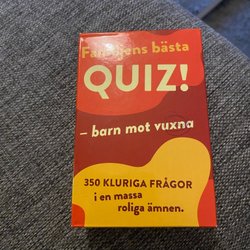 Familjens bästa
QUIZ!
– barn mot vuxna
350 KLURIGA FRÅGOR
i en massa
roliga ämnen.